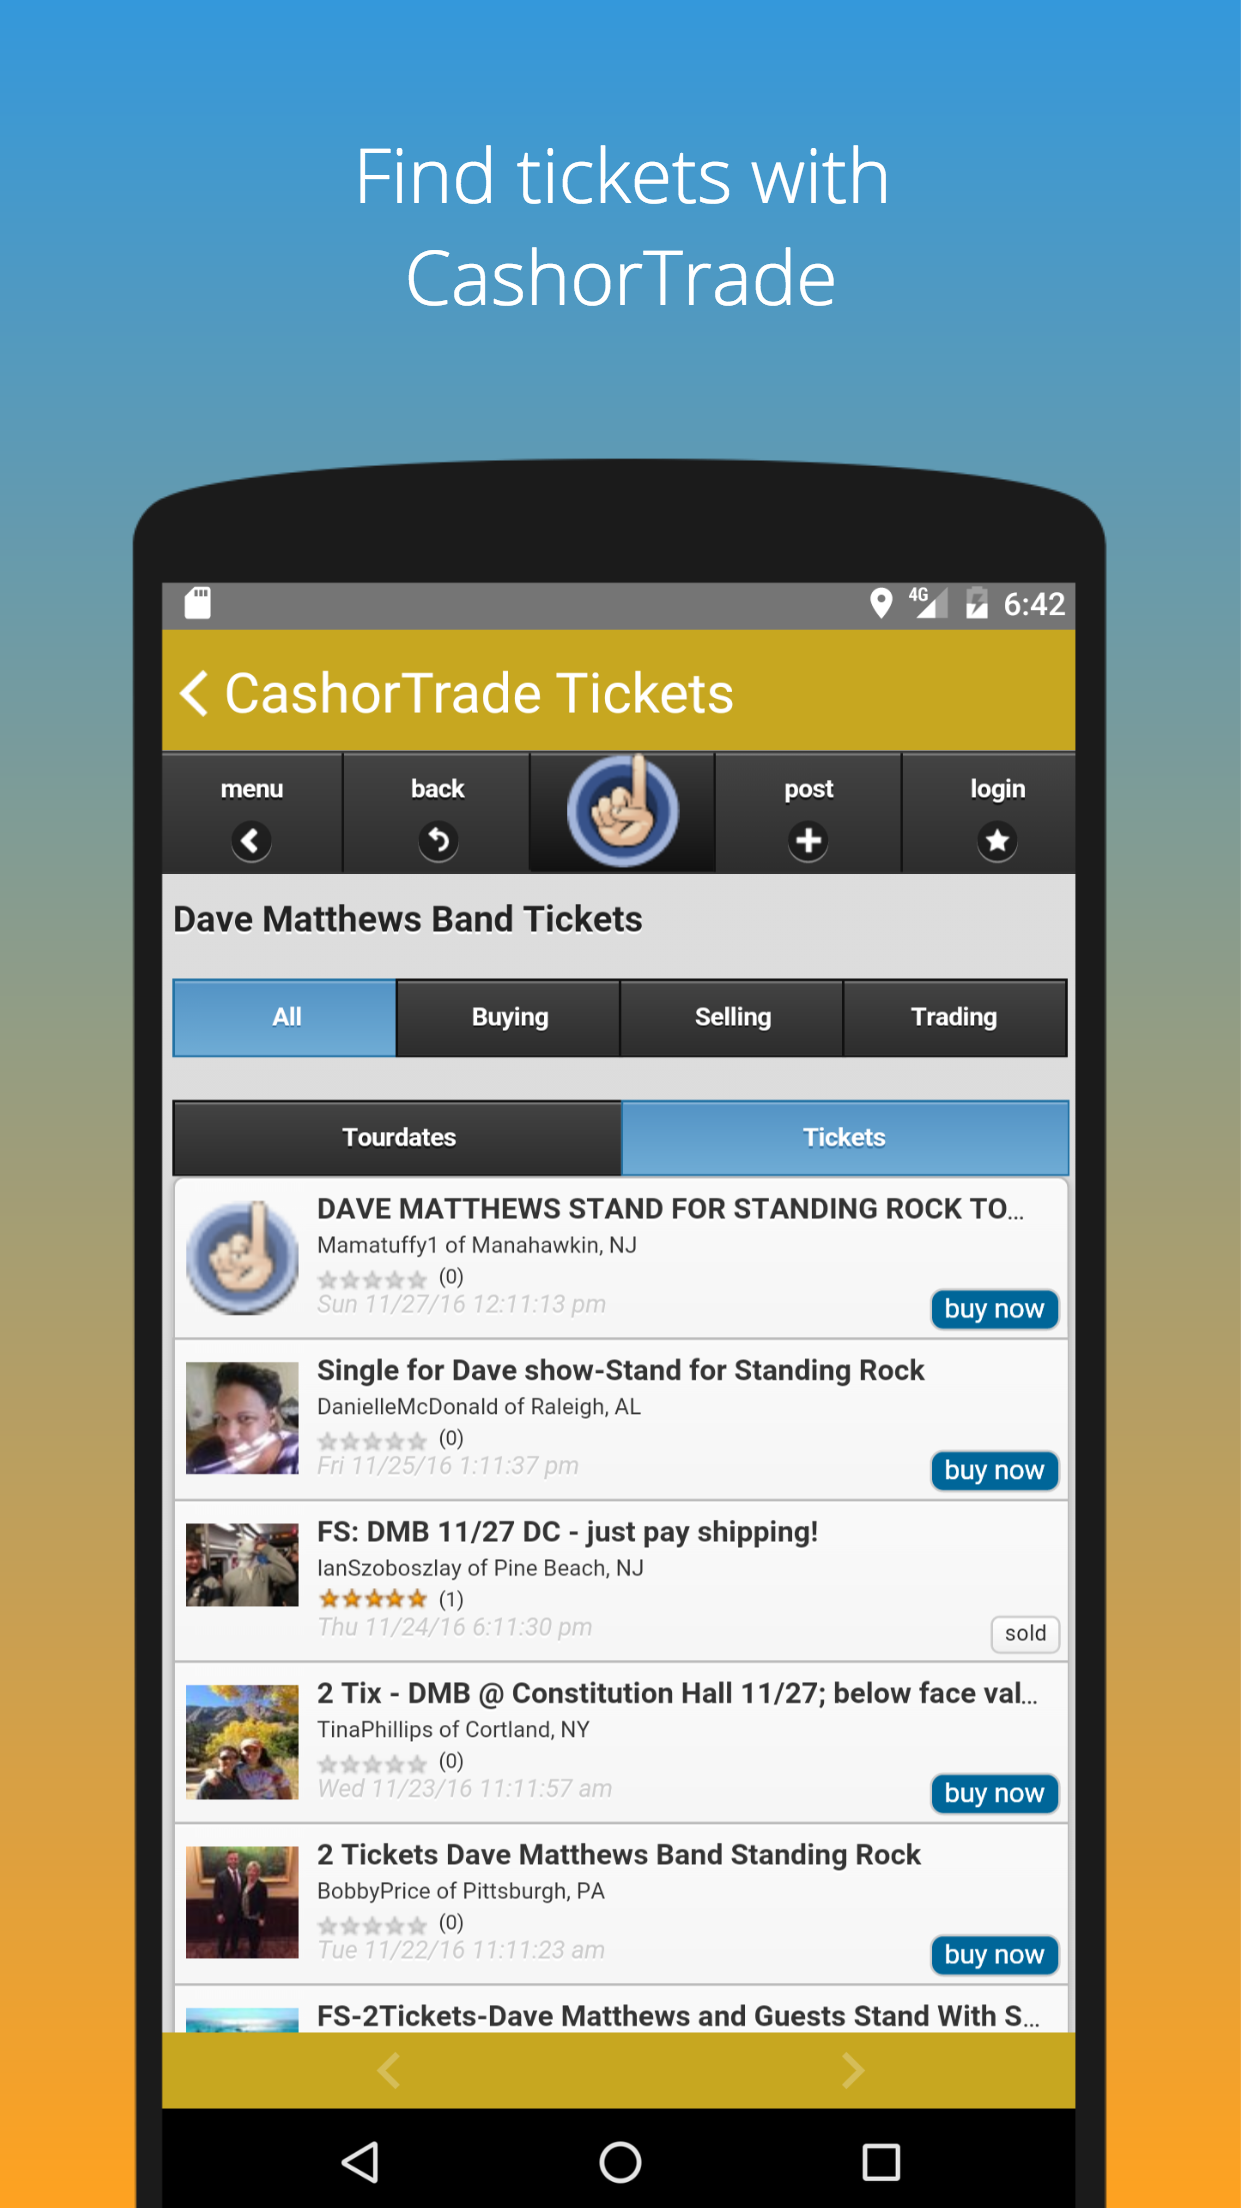 Find tickets with
CashorTrade
4G 6:42
CashorTrade Tickets
menu back post login
Dave Matthews Band Tickets
All Buying Selling Trading
Tourdates Tickets
DAVE MATTHEWS STAND FOR STANDING ROCK TO...
Mamatuffy1 of Manahawkin, NJ
(0)
Sun 11/27/16 12:11:13 pm
buy now
Single for Dave show-Stand for Standing Rock
DanielleMcDonald of Raleigh, AL
(0)
Fri 11/25/16 1:11:37 pm
buy now
FS: DMB 11/27 DC - just pay shipping!
IanSzoboszlay of Pine Beach, NJ
(1)
Thu 11/24/16 6:11:30 pm
sold
2 Tix - DMB @ Constitution Hall 11/27; below face val...
TinaPhillips of Cortland, NY
(0)
Wed 11/23/16 11:11:57 am
buy now
2 Tickets Dave Matthews Band Standing Rock
BobbyPrice of Pittsburgh, PA
(0)
Tue 11/22/16 11:11:23 am
buy now
FS-2Tickets-Dave Matthews and Guests Stand With S...